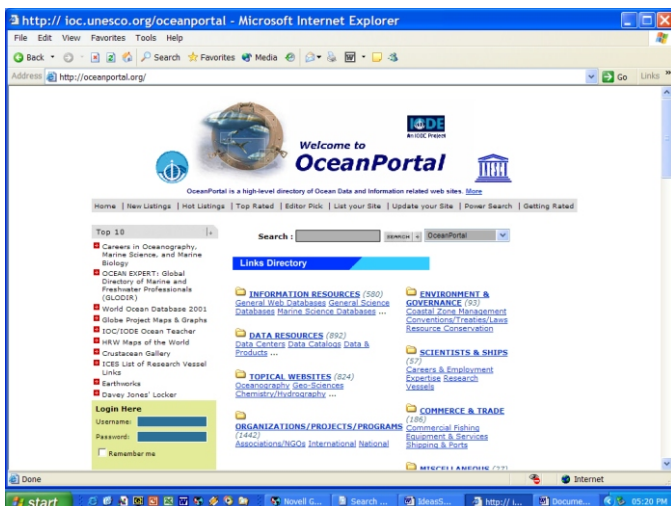 http:// ioc.unesco.org/oceanportal - Microsoft Internet Explorer
File Edit View Favorites Tools Help
Back Search Favorites Media
Address http://oceanportal.org/ Go Links »
IODE
An IODE Project
Welcome to
OceanPortal
OceanPortal is a high-level directory of Ocean Data and Information related web sites. More
Home | New Listings | Hot Listings | Top Rated | Editor Pick | List your Site | Update your Site | Power Search | Getting Rated
Top 10
Careers in Oceanography,
Marine Science, and Marine
Biology
OCEAN EXPERT: Global
Directory of Marine and
Freshwater Professionals
(GLODIR)
World Ocean Database 2001
Globe Project Maps & Graphs
IOC/IODE Ocean Teacher
HRW Maps of the World
Crustacean Gallery
ICES List of Research Vessel
Links
Earthworks
Davey Jones' Locker
Login Here
Username:
Password:
Remember me
Search : SEARCH OceanPortal
Links Directory
INFORMATION RESOURCES (580)
General Web Databases General Science
Databases Marine Science Databases ...
DATA RESOURCES (892)
Data Centers Data Catalogs Data &
Products ...
TOPICAL WEBSITES (824)
Oceanography Geo-Sciences
Chemistry/Hydrography ...
ORGANIZATIONS/PROJECTS/PROGRAMS
(1442)
Associations/NGOs International National
ENVIRONMENT &
GOVERNANCE (93)
Coastal Zone Management
Conventions/Treaties/Laws
Resource Conservation
SCIENTISTS & SHIPS
(57)
Careers & Employment
Expertise Research
Vessels
COMMERCE & TRADE
(186)
Commercial Fishing
Equipment & Services
Shipping & Ports
MISCELLANEOUS
Done Internet
start Novell G... Search ... IdeasS... http:// i... Docume... 05:20 PM